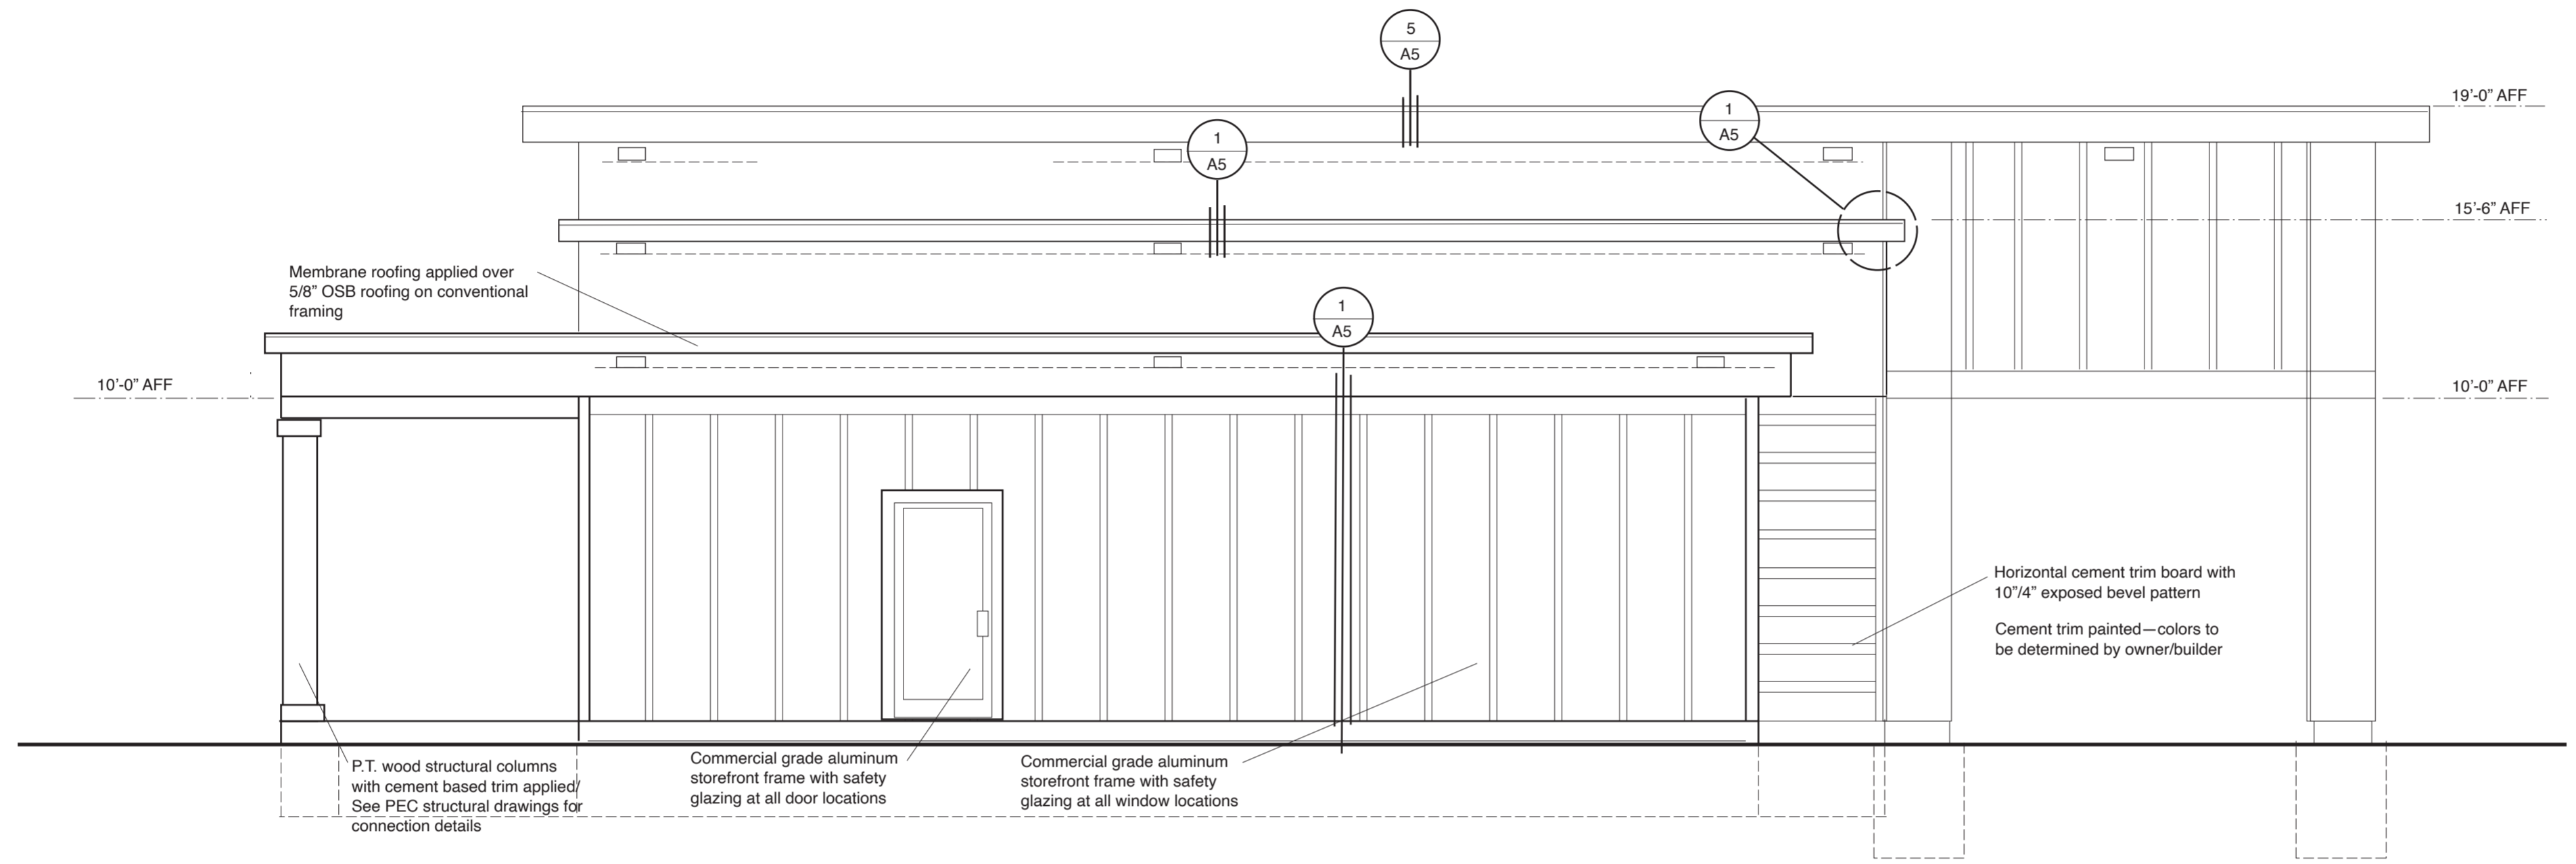 5
A5
19’-0” AFF
1
A5
1
A5
15’-6” AFF
Membrane roofing applied over
5/8” OSB roofing on conventional
framing
1
A5
10’-0” AFF
10’-0” AFF
Horizontal cement trim board with
10”/4” exposed bevel pattern
Cement trim painted—colors to
be determined by owner/builder
P.T. wood structural columns
with cement based trim applied/
See PEC structural drawings for
connection details
Commercial grade aluminum
storefront frame with safety
glazing at all door locations
Commercial grade aluminum
storefront frame with safety
glazing at all window locations